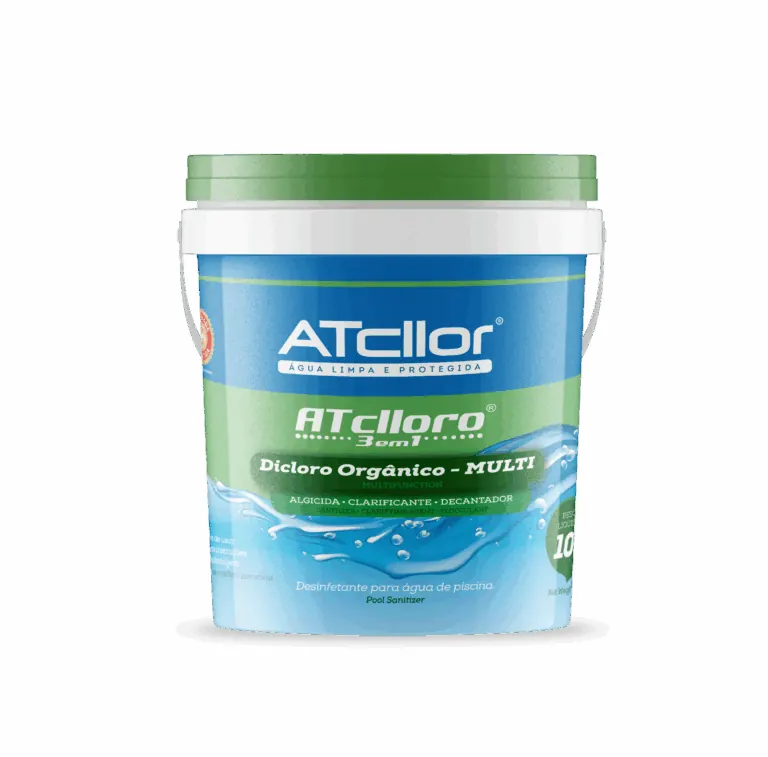 ATcllor®
ÁGUA LIMPA E PROTEGIDA
ATclloro®
3em1
Dicloro Orgânico - MULTI
MULTIFUNCTION
ALGICIDA • CLARIFICANTE • DECANTADOR
Desinfetante para água de piscina.
Pool Sanitizer
10